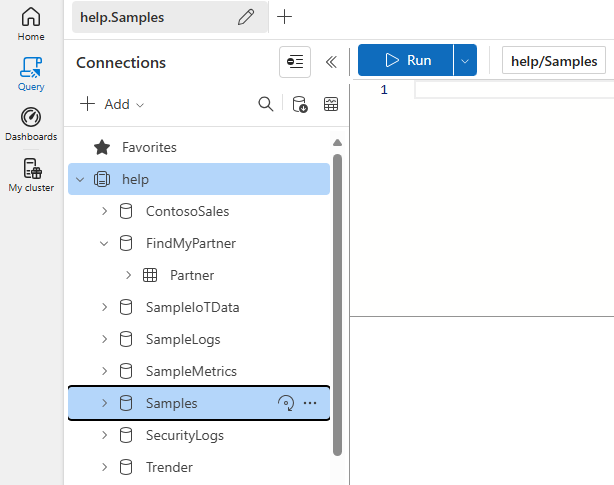 Home
Query
Dashboards
My cluster
help.Samples
Connections
Add
Favorites
help
ContosoSales
FindMyPartner
Partner
SampleIoTData
SampleLogs
SampleMetrics
Samples
SecurityLogs
Trender
Run
help/Samples
1